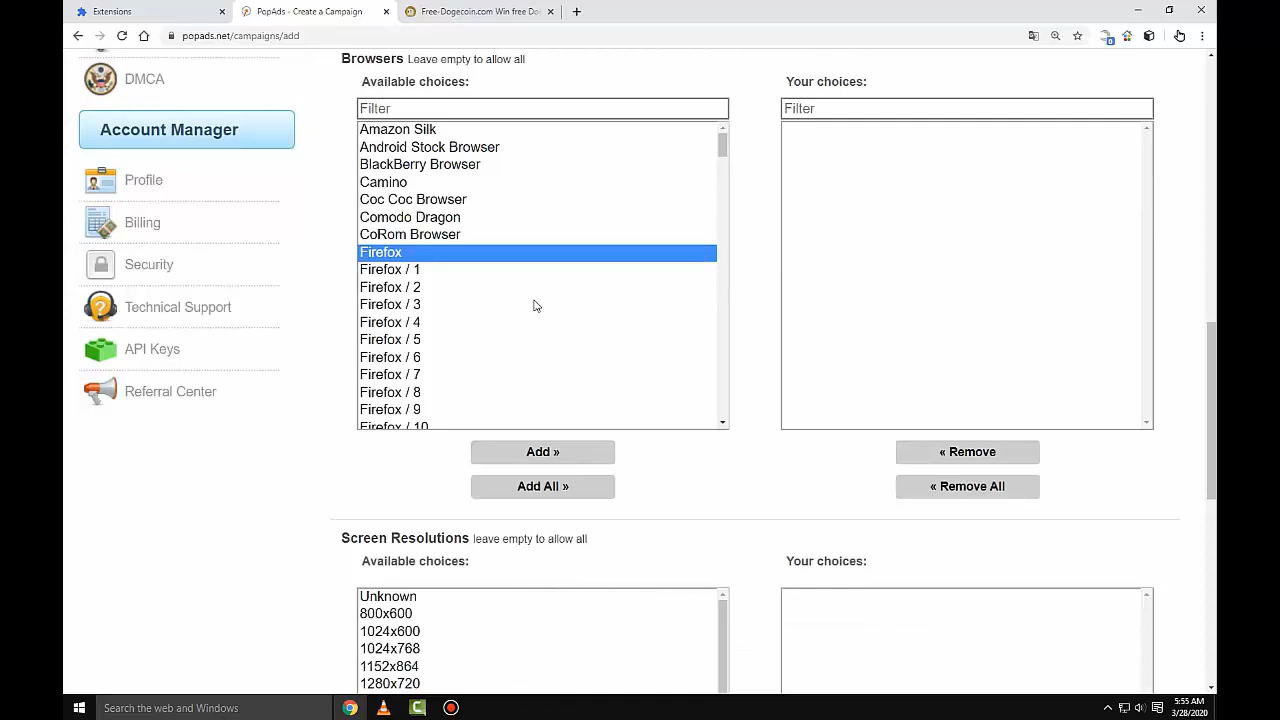 Extensions
PopAds - Create a Campaign
Free-Dogecoin.com Win free Do
popads.net/campaigns/add
0
DMCA
Account Manager
Profile
Billing
Security
Technical Support
API Keys
Referral Center
Browsers Leave empty to allow all
Available choices:
Filter
Amazon Silk
Android Stock Browser
BlackBerry Browser
Camino
Coc Coc Browser
Comodo Dragon
CoRom Browser
Firefox
Firefox / 1
Firefox / 2
Firefox / 3
Firefox / 4
Firefox / 5
Firefox / 6
Firefox / 7
Firefox / 8
Firefox / 9
Firefox / 10
Add »
Add All »
Your choices:
Filter
« Remove
« Remove All
Screen Resolutions leave empty to allow all
Available choices:
Unknown
800x600
1024x600
1024x768
1152x864
1280x720
Your choices:
Search the web and Windows
5:55 AM
3/28/2020